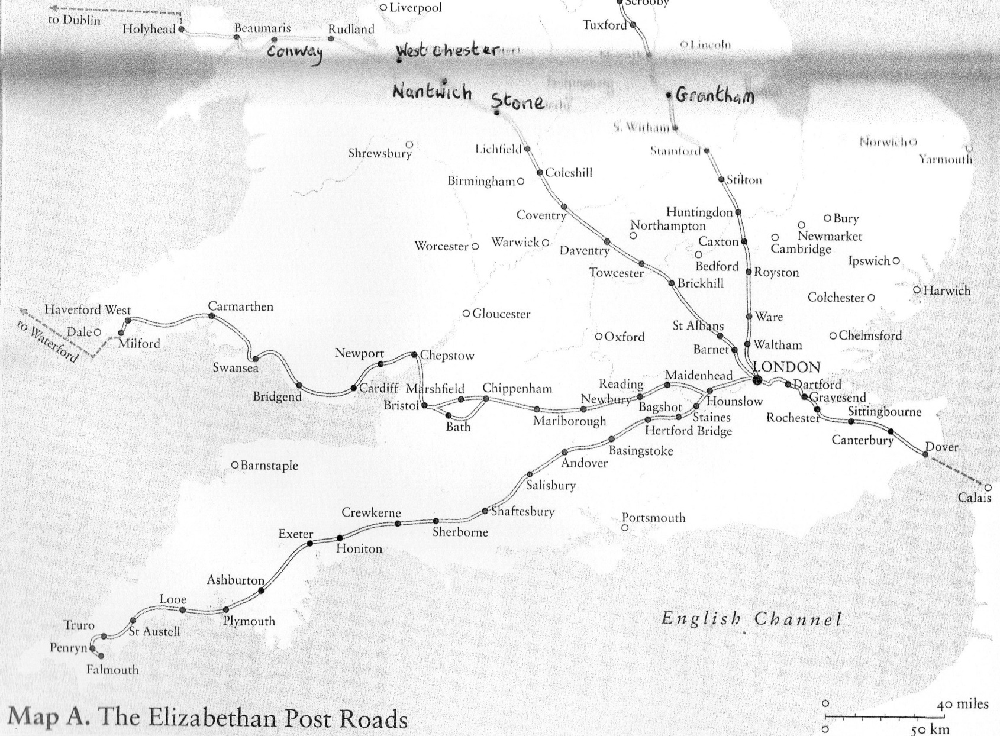 Liverpool
Scrooby
to Dublin
Holyhead
Beaumaris
Rudland
Tuxford
Lincoln
Conway
West Chester
Newark
Nantwich
Stone
Grantham
S. Witham
Shrewsbury
Lichfield
Stamford
Norwich
Yarmouth
Coleshill
Birmingham
Stilton
Coventry
Huntingdon
Northampton
Bury
Newmarket
Worcester
Warwick
Daventry
Caxton
Cambridge
Bedford
Ipswich
Towcester
Royston
Brickhill
Harwich
Colchester
Haverford West
Carmarthen
Gloucester
Ware
St Albans
to Waterford
Dale
Milford
Oxford
Chelmsford
Waltham
Barnet
Newport
Chepstow
Swansea
LONDON
Maidenhead
Reading
Dartford
Bridgend
Cardiff
Marshfield
Chippenham
Newbury
Gravesend
Bristol
Bagshot
Hounslow
Sittingbourne
Marlborough
Staines
Rochester
Bath
Hertford Bridge
Canterbury
Dover
Basingstoke
Andover
Barnstaple
Salisbury
Calais
Crewkerne
Shaftesbury
Portsmouth
Exeter
Sherborne
Honiton
Ashburton
Looe
English Channel
Plymouth
Truro
St Austell
Penryn
Falmouth
Map A. The Elizabethan Post Roads
0 40 miles
0 50 km